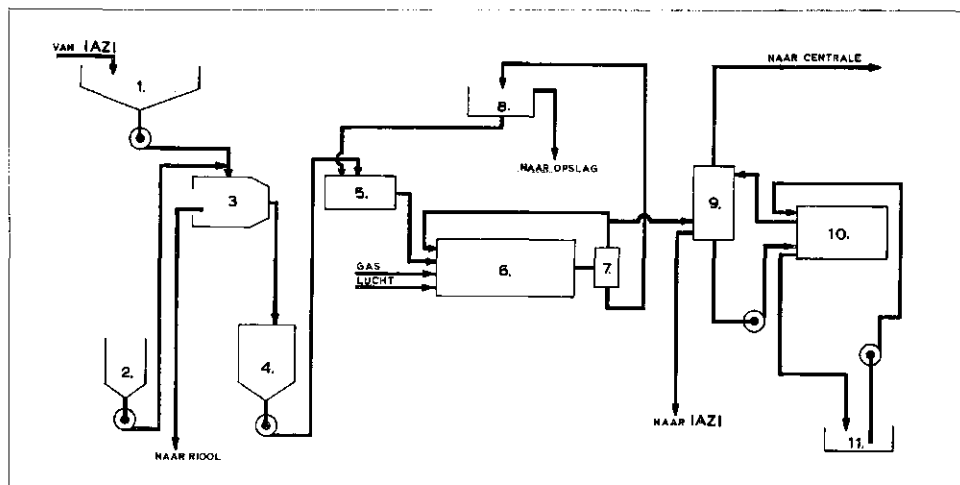 VAN IAZI
1.
NAAR CENTRALE
8.
NAAR OPSLAG
3
5.
9.
10.
GAS
LUCHT
6.
7.
2.
4.
NAAR IAZI
NAAR RIOOL
11.